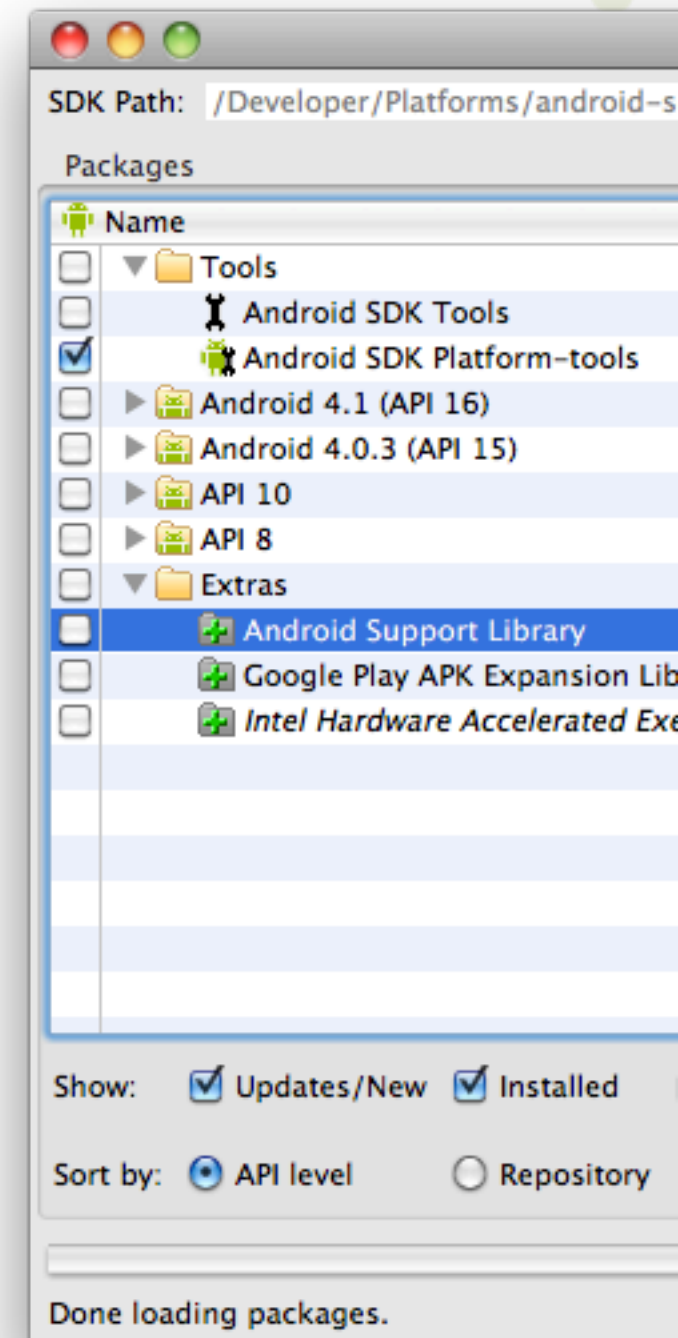 SDK Path: /Developer/Platforms/android-s
Packages
Name
Tools
Android SDK Tools
Android SDK Platform-tools
Android 4.1 (API 16)
Android 4.0.3 (API 15)
API 10
API 8
Extras
Android Support Library
Google Play APK Expansion Lib
Intel Hardware Accelerated Exe
Show: Updates/New Installed
Sort by: API level Repository
Done loading packages.